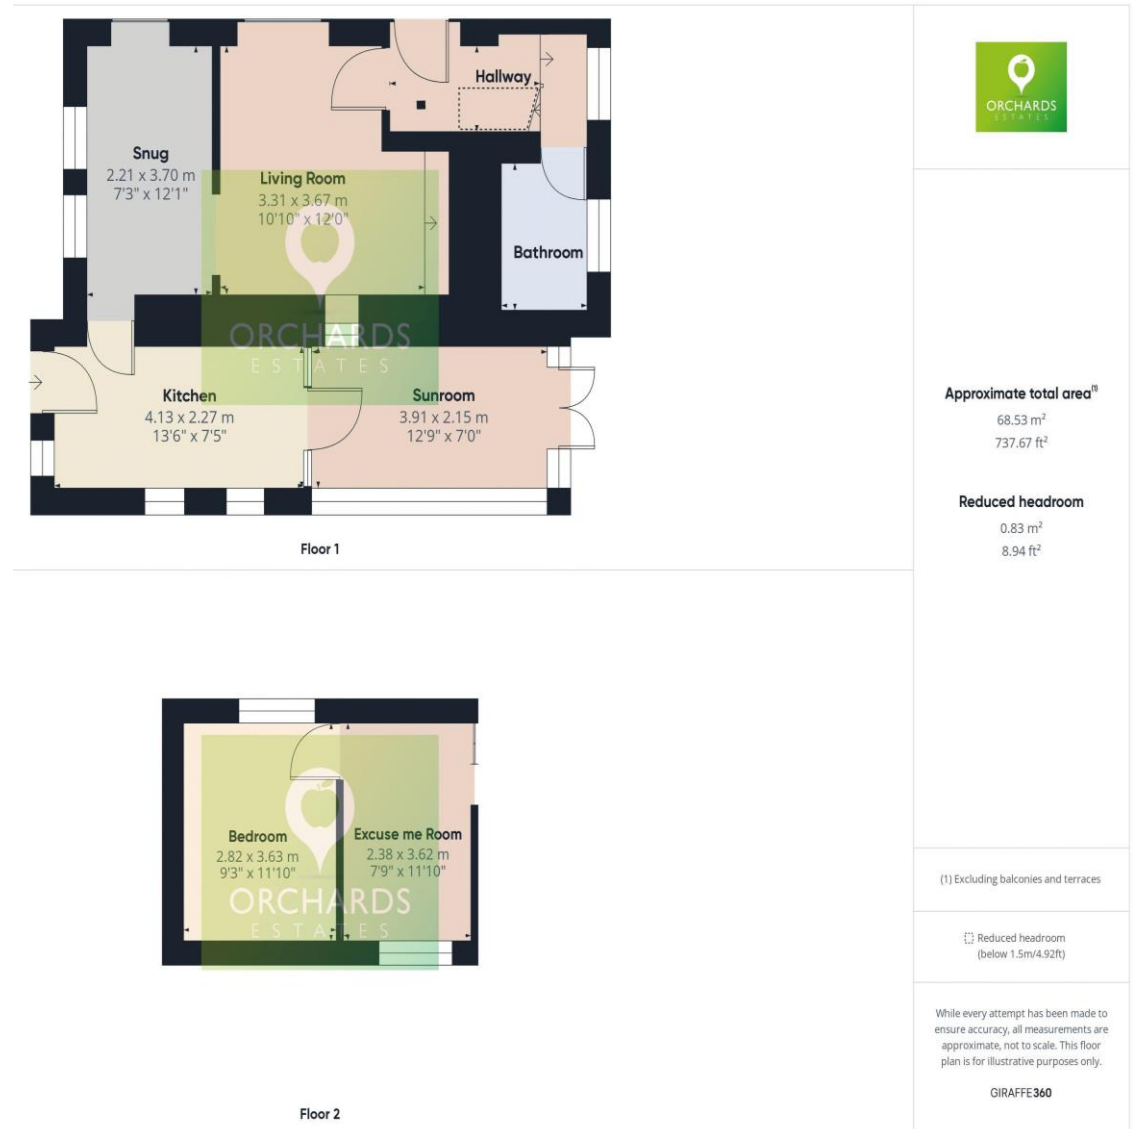 Snug
2.21 x 3.70 m
7'3" x 12'1"
Living Room
3.31 x 3.67 m
10'10" x 12'0"
Hallway
Bathroom
Kitchen
4.13 x 2.27 m
13'6" x 7'5"
Sunroom
3.91 x 2.15 m
12'9" x 7'0"
ORCHARDS
ESTATES
Floor 1
Bedroom
2.82 x 3.63 m
9'3" x 11'10"
Excuse me Room
2.38 x 3.62 m
7'9" x 11'10"
ORCHARDS
ESTATES
Floor 2
ORCHARDS
ESTATES
Approximate total area(1)
68.53 m²
737.67 ft²
Reduced headroom
0.83 m²
8.94 ft²
(1) Excluding balconies and terraces
Reduced headroom
(below 1.5m/4.92ft)
While every attempt has been made to
ensure accuracy, all measurements are
approximate, not to scale. This floor
plan is for illustrative purposes only.
GIRAFFE360